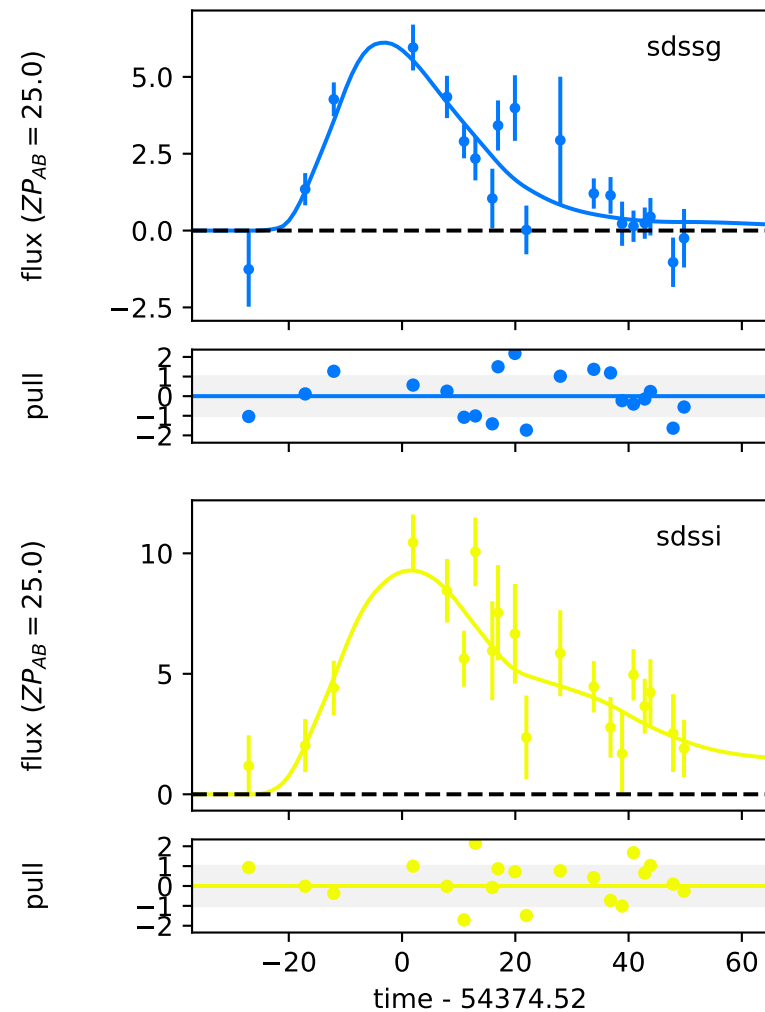 sdssg
flux (ZP_AB = 25.0)
5.0
2.5
0.0
−2.5
pull
2
1
0
−1
−2
sdssi
flux (ZP_AB = 25.0)
10
5
0
pull
2
1
0
−1
−2
−20 0 20 40 60
time - 54374.52